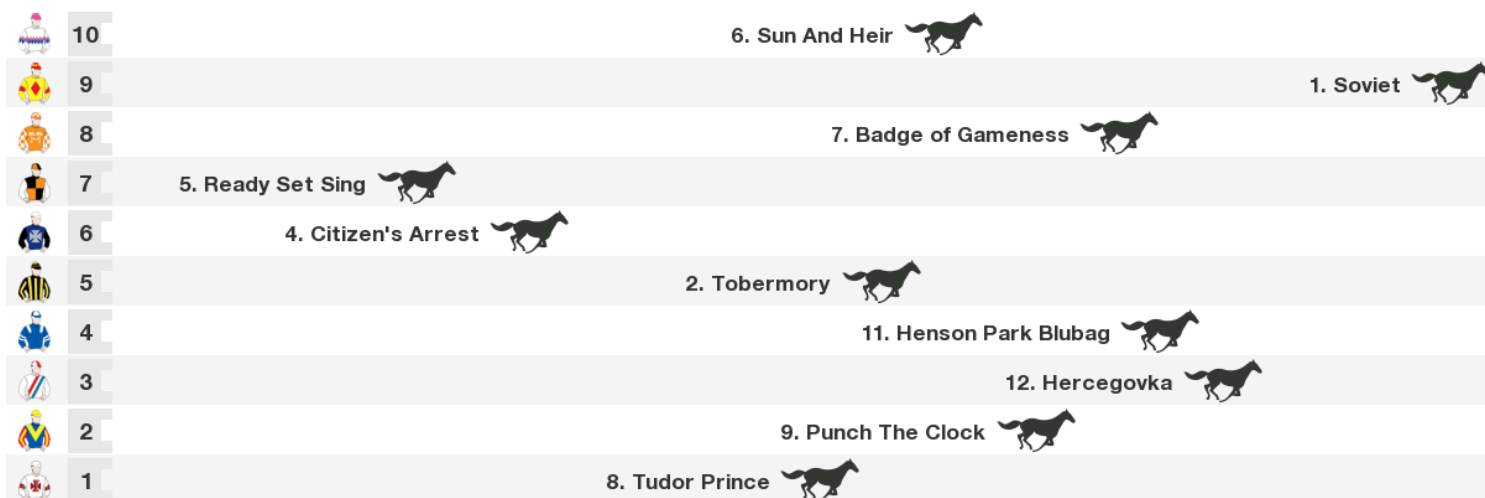 10 6. Sun And Heir
9 1. Soviet
8 7. Badge of Gameness
7 5. Ready Set Sing
6 4. Citizen's Arrest
5 2. Tobermory
4 11. Henson Park Blubag
3 12. Hercegovka
2 9. Punch The Clock
1 8. Tudor Prince